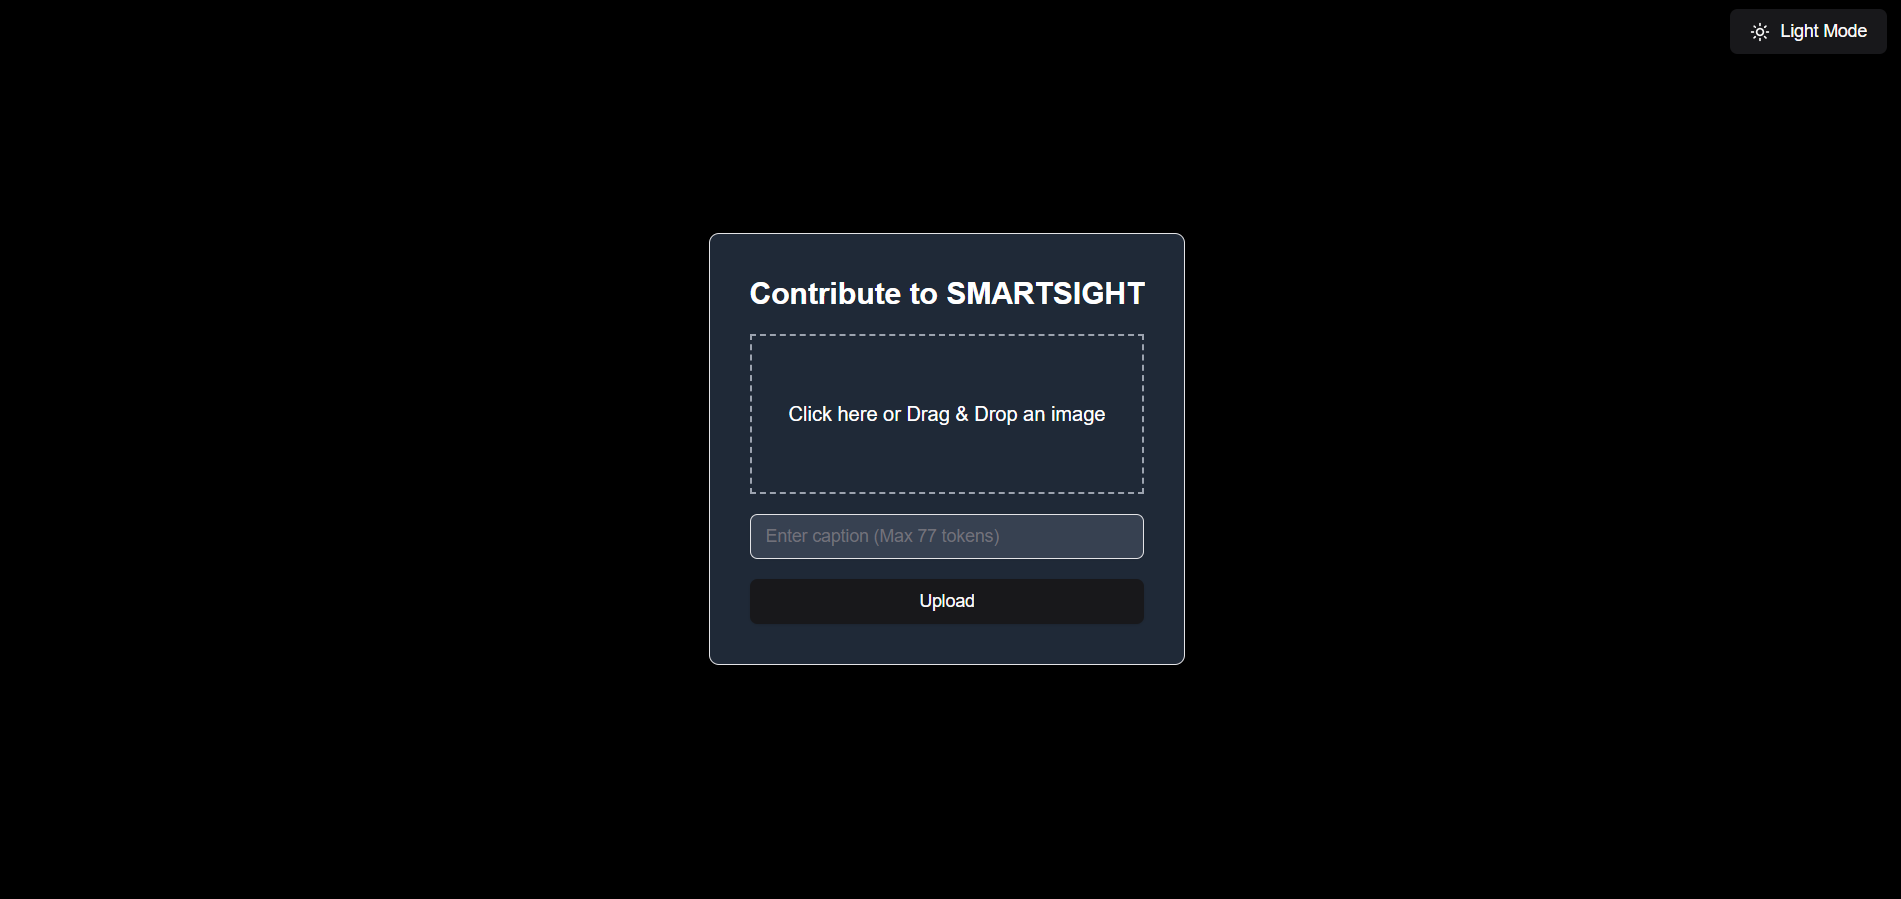 Light Mode
Contribute to SMARTSIGHT
Click here or Drag & Drop an image
Enter caption (Max 77 tokens)
Upload